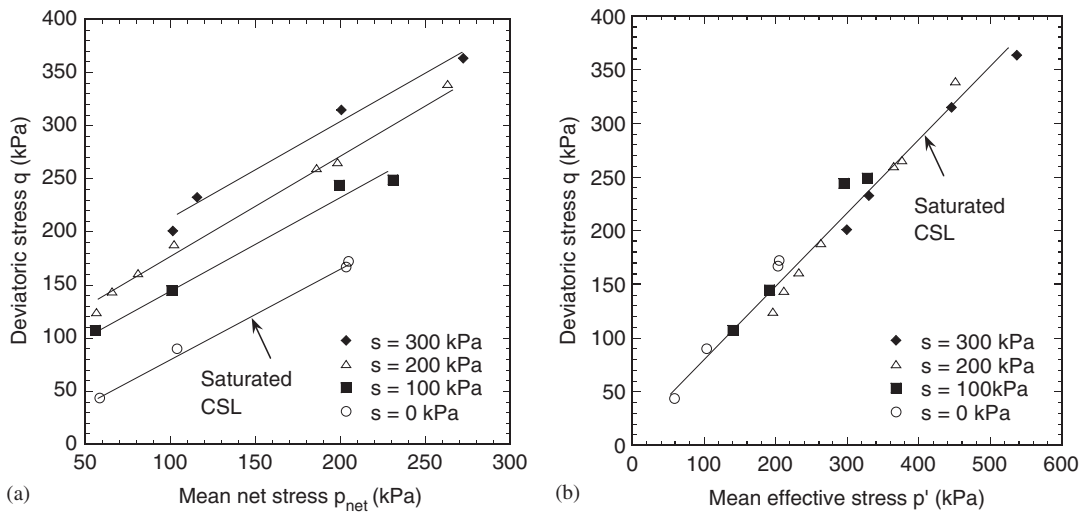 400
350
300
250
200
150
100
50
0
Deviatoric stress q (kPa)
Saturated
CSL
s = 300 kPa
s = 200 kPa
s = 100 kPa
s = 0 kPa
50 100 150 200 250 300
(a)
Mean net stress pnet (kPa)
400
350
300
250
200
150
100
50
0
Deviatoric stress q (kPa)
Saturated
CSL
s = 300 kPa
s = 200 kPa
s = 100kPa
s = 0 kPa
0 100 200 300 400 500 600
(b)
Mean effective stress p' (kPa)